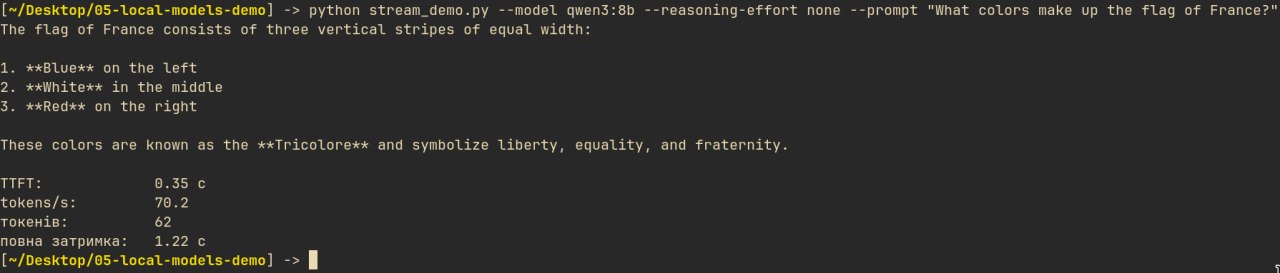 [~/Desktop/05-local-models-demo] -> python stream_demo.py --model qwen3:8b --reasoning-effort none --prompt "What colors make up the flag of France?"
The flag of France consists of three vertical stripes of equal width:
1. **Blue** on the left
2. **White** in the middle
3. **Red** on the right
These colors are known as the **Tricolore** and symbolize liberty, equality, and fraternity.
TTFT: 0.35 с
tokens/s: 70.2
токенів: 62
повна затримка: 1.22 с
[~/Desktop/05-local-models-demo] ->